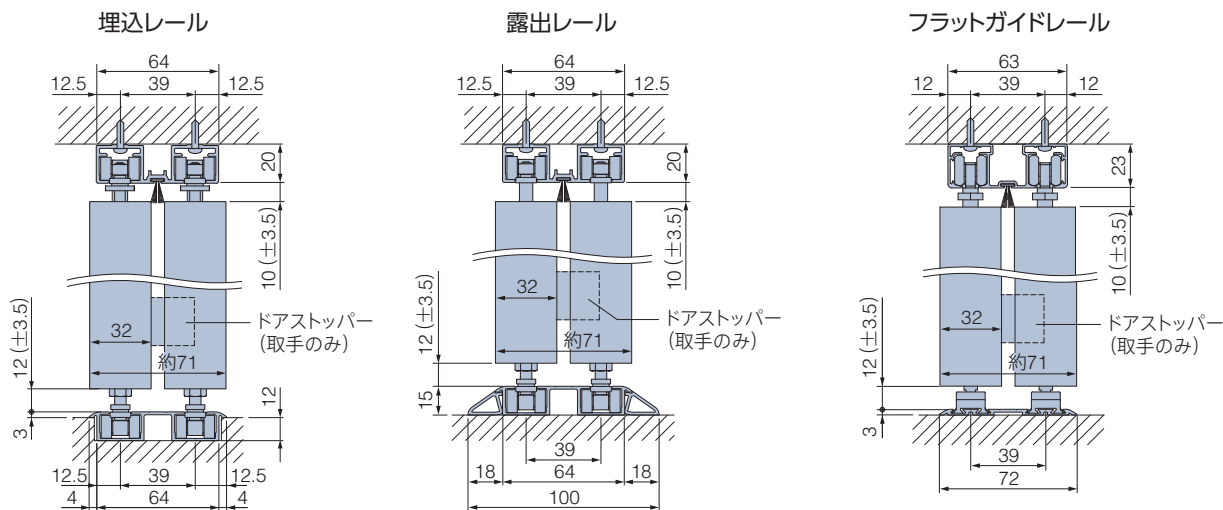 埋込レール
64
12.5 39 12.5
20
10 (±3.5)
32
ドアストッパー
(取手のみ)
約71
12 (±3.5)
12
3
12.5 39 12.5
4 64 4
露出レール
64
12.5 39 12.5
20
10 (±3.5)
32
ドアストッパー
(取手のみ)
約71
12 (±3.5)
15
39
18 64 18
100
フラットガイドレール
63
12 39 12
23
10 (±3.5)
32
ドアストッパー
(取手のみ)
約71
12 (±3.5)
3
39
72